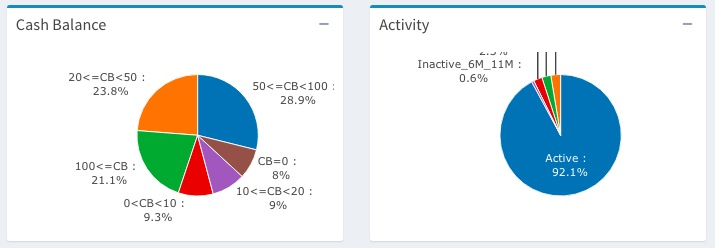 Cash Balance
20<=CB<50 :
23.8%
50<=CB<100 :
28.9%
CB=0 :
8%
100<=CB :
21.1%
10<=CB<20 :
9%
0<CB<10 :
9.3%
Activity
Inactive_6M_11M :
0.6%
Active :
92.1%